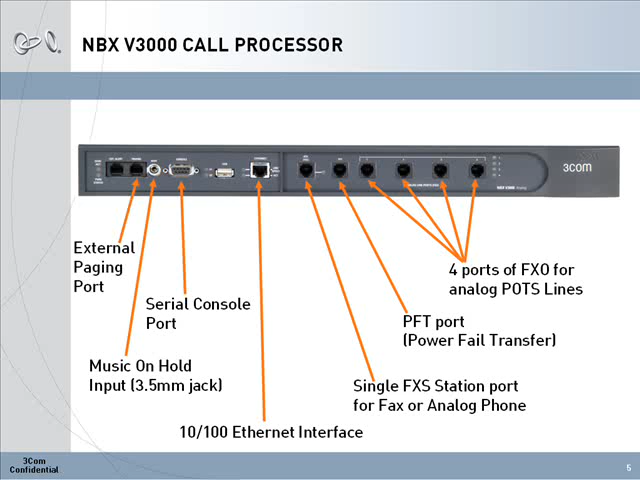 NBX V3000 CALL PROCESSOR
3com
External
Paging
Port
Serial Console
Port
Music On Hold
Input (3.5mm jack)
10/100 Ethernet Interface
4 ports of FXO for
analog POTS Lines
PFT port
(Power Fail Transfer)
Single FXS Station port
for Fax or Analog Phone
3Com
Confidential
5